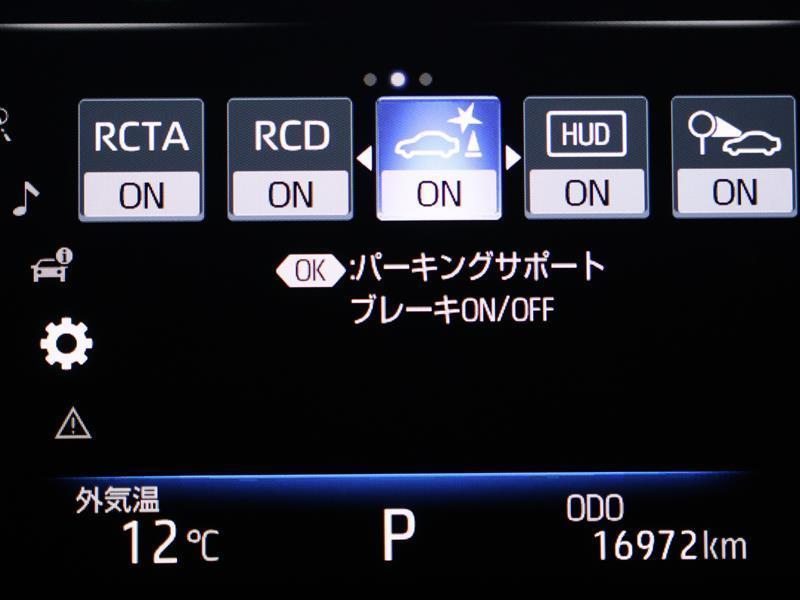 RCTA RCD HUD
ON ON ON ON ON
OK:パーキングサポート
ブレーキON/OFF
外気温 ODO
12℃ P 16972km